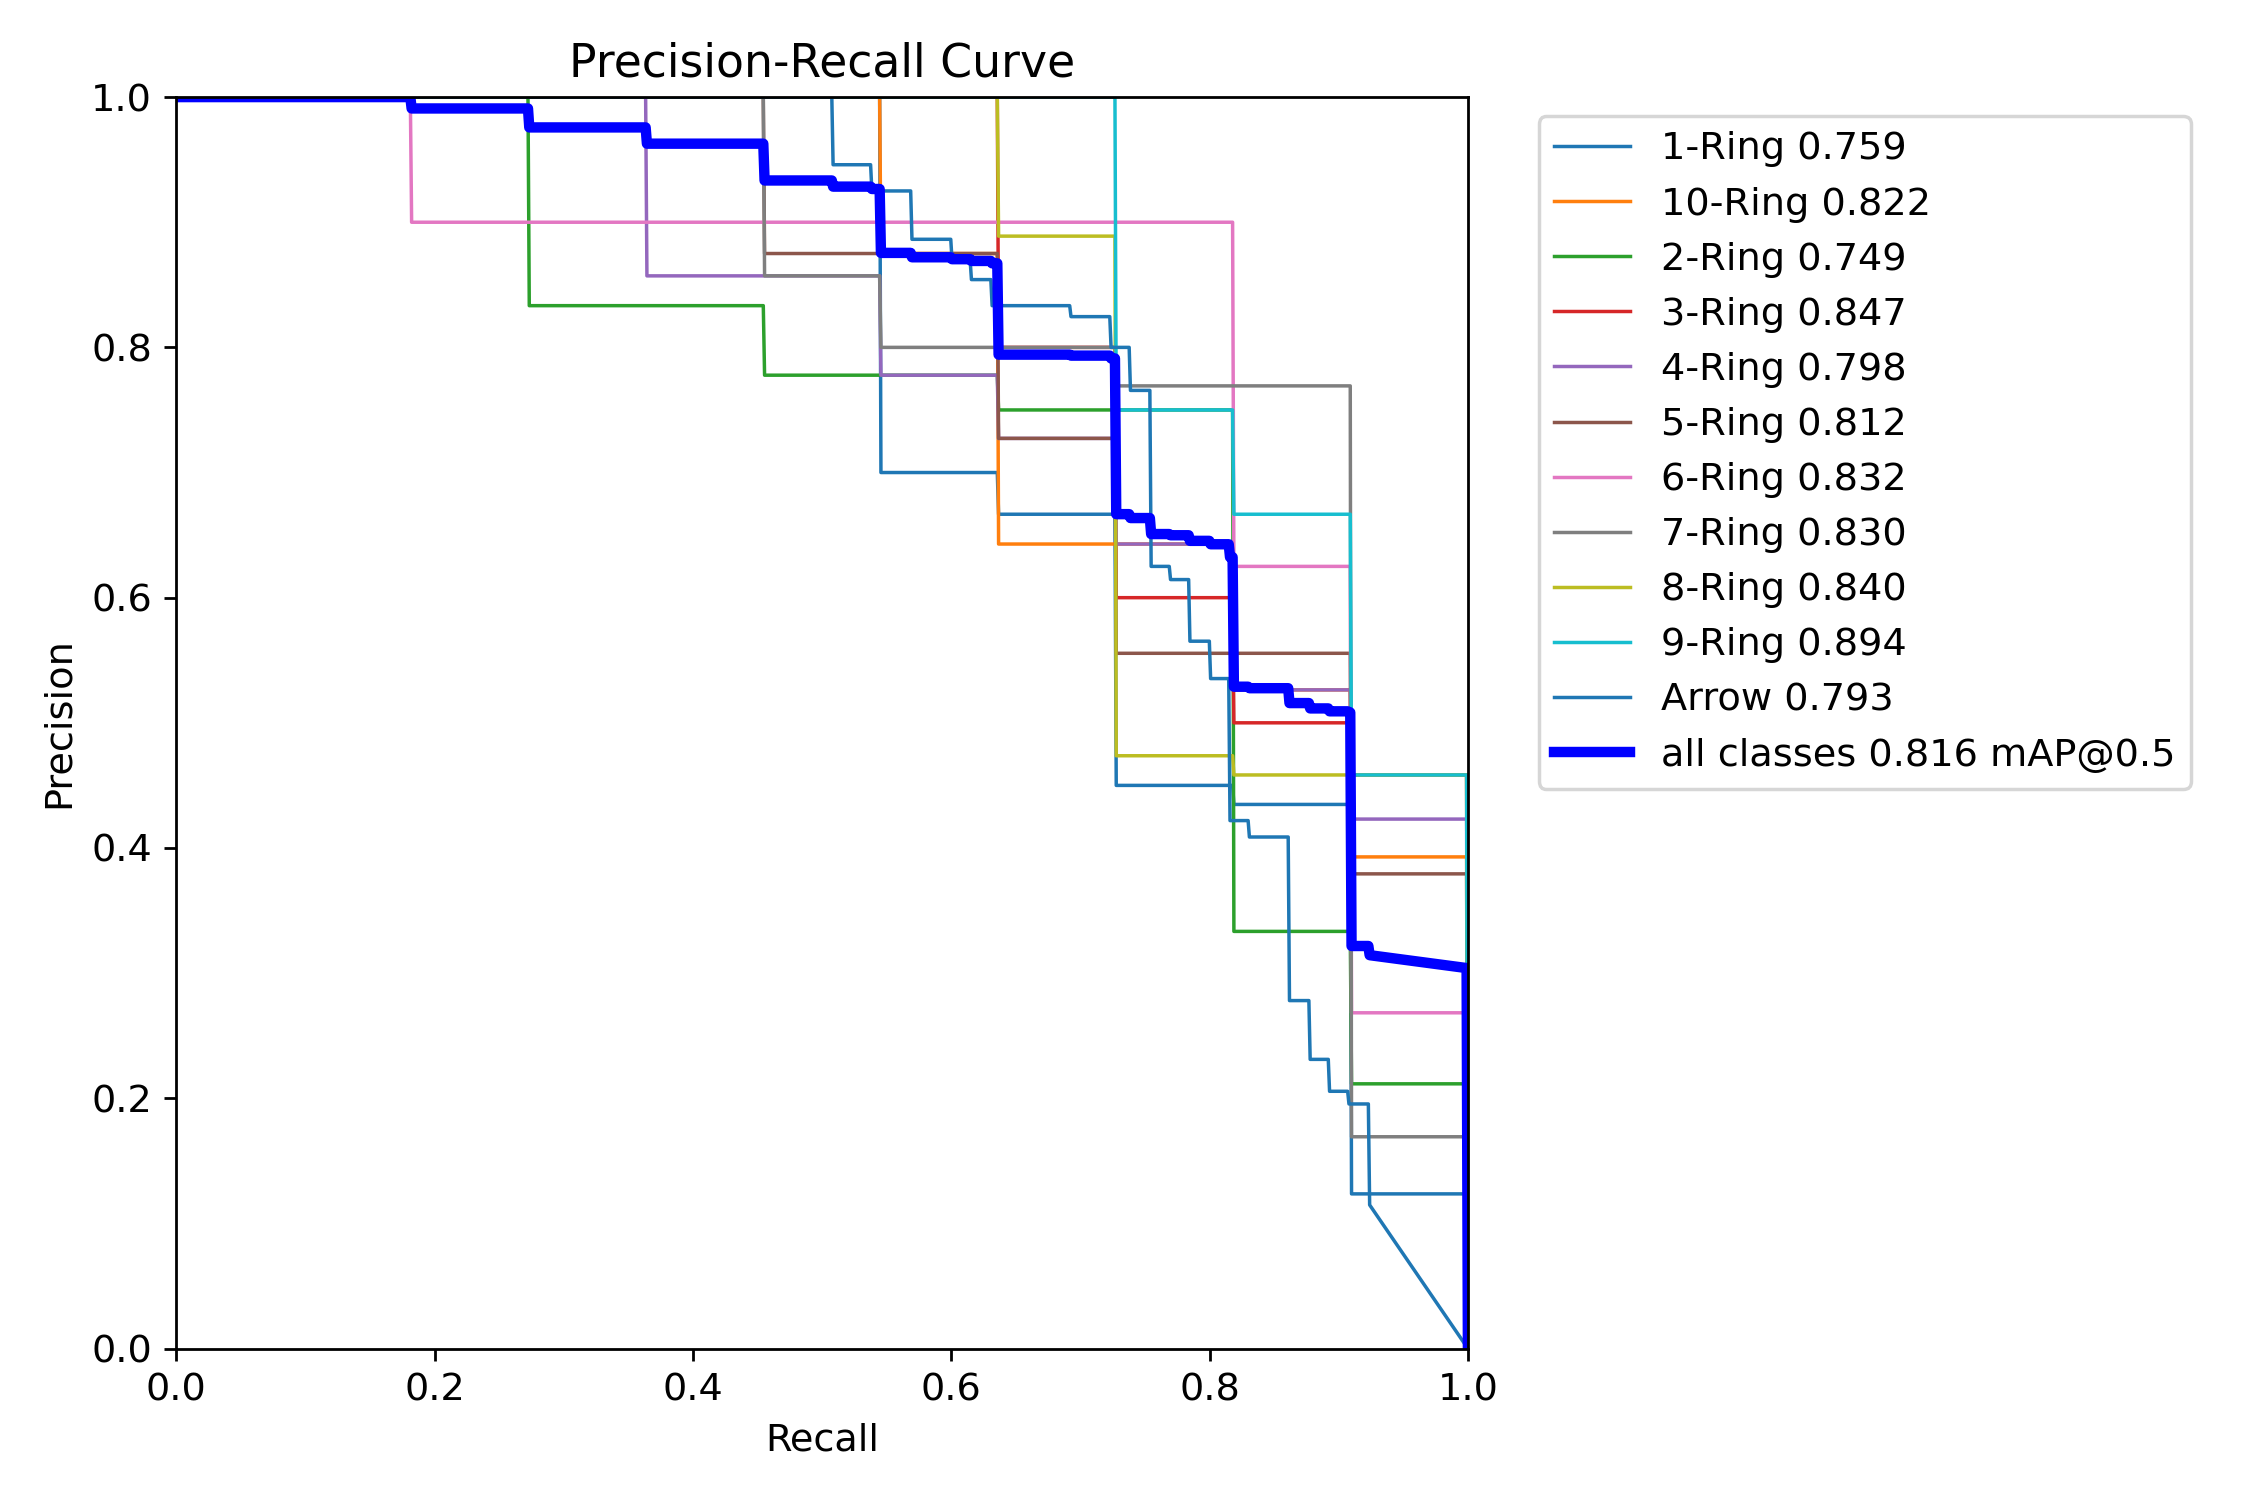 Precision-Recall Curve
1.0
0.8
0.6
0.4
0.2
0.0
Precision
0.0 0.2 0.4 0.6 0.8 1.0
Recall
1-Ring 0.759
10-Ring 0.822
2-Ring 0.749
3-Ring 0.847
4-Ring 0.798
5-Ring 0.812
6-Ring 0.832
7-Ring 0.830
8-Ring 0.840
9-Ring 0.894
Arrow 0.793
all classes 0.816 mAP@0.5